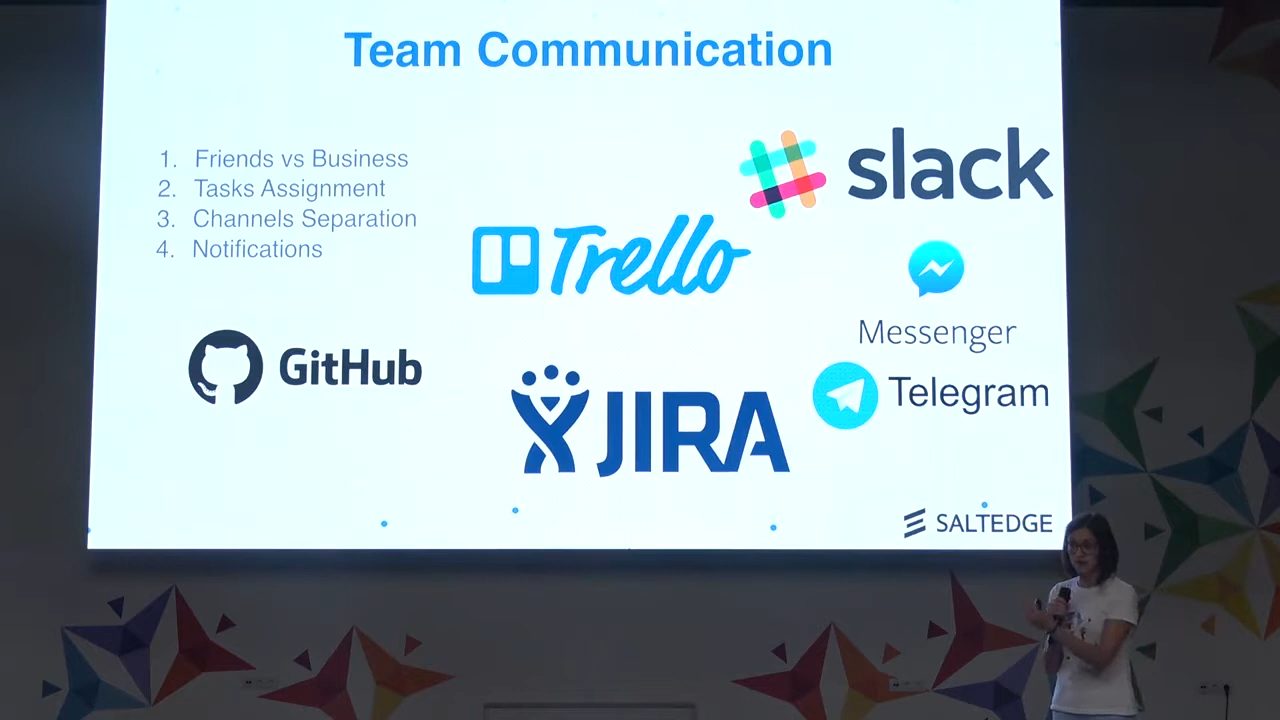 Team Communication
1. Friends vs Business
2. Tasks Assignment
3. Channels Separation
4. Notifications
slack
Trello
Messenger
GitHub
JIRA
Telegram
SALTEDGE